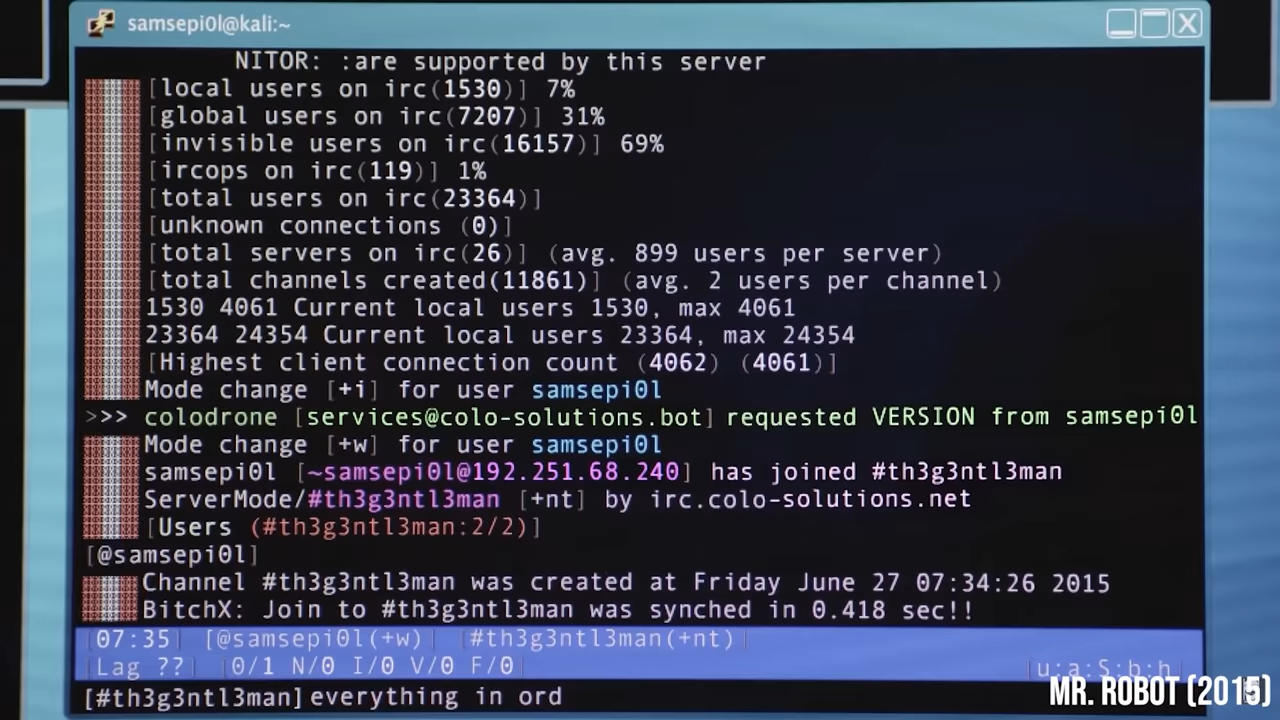 samsepi0l@kali:~
NITOR: :are supported by this server
[local users on irc(1530)] 7%
[global users on irc(7207)] 31%
[invisible users on irc(16157)] 69%
[ircops on irc(119)] 1%
[total users on irc(23364)]
[unknown connections (0)]
[total servers on irc(26)] (avg. 899 users per server)
[total channels created(11861)] (avg. 2 users per channel)
1530 4061 Current local users 1530, max 4061
23364 24354 Current local users 23364, max 24354
[Highest client connection count (4062) (4061)]
Mode change [+i] for user samsepi0l
>>> colodrone [services@colo-solutions.bot] requested VERSION from samsepi0l
Mode change [+w] for user samsepi0l
samsepi0l [~samsepi0l@192.251.68.240] has joined #th3g3ntl3man
ServerMode/#th3g3ntl3man [+nt] by irc.colo-solutions.net
[Users (#th3g3ntl3man:2/2)]
[@samsepi0l]
Channel #th3g3ntl3man was created at Friday June 27 07:34:26 2015
BitchX: Join to #th3g3ntl3man was synched in 0.418 sec!!
[07:35] [@samsepi0l(+w)] [#th3g3ntl3man(+nt)]
[Lag ??] [0/1 N/0 I/0 V/0 F/0] [u:a:S:b:h]
[#th3g3ntl3man] everything in ord
MR. ROBOT (2015)